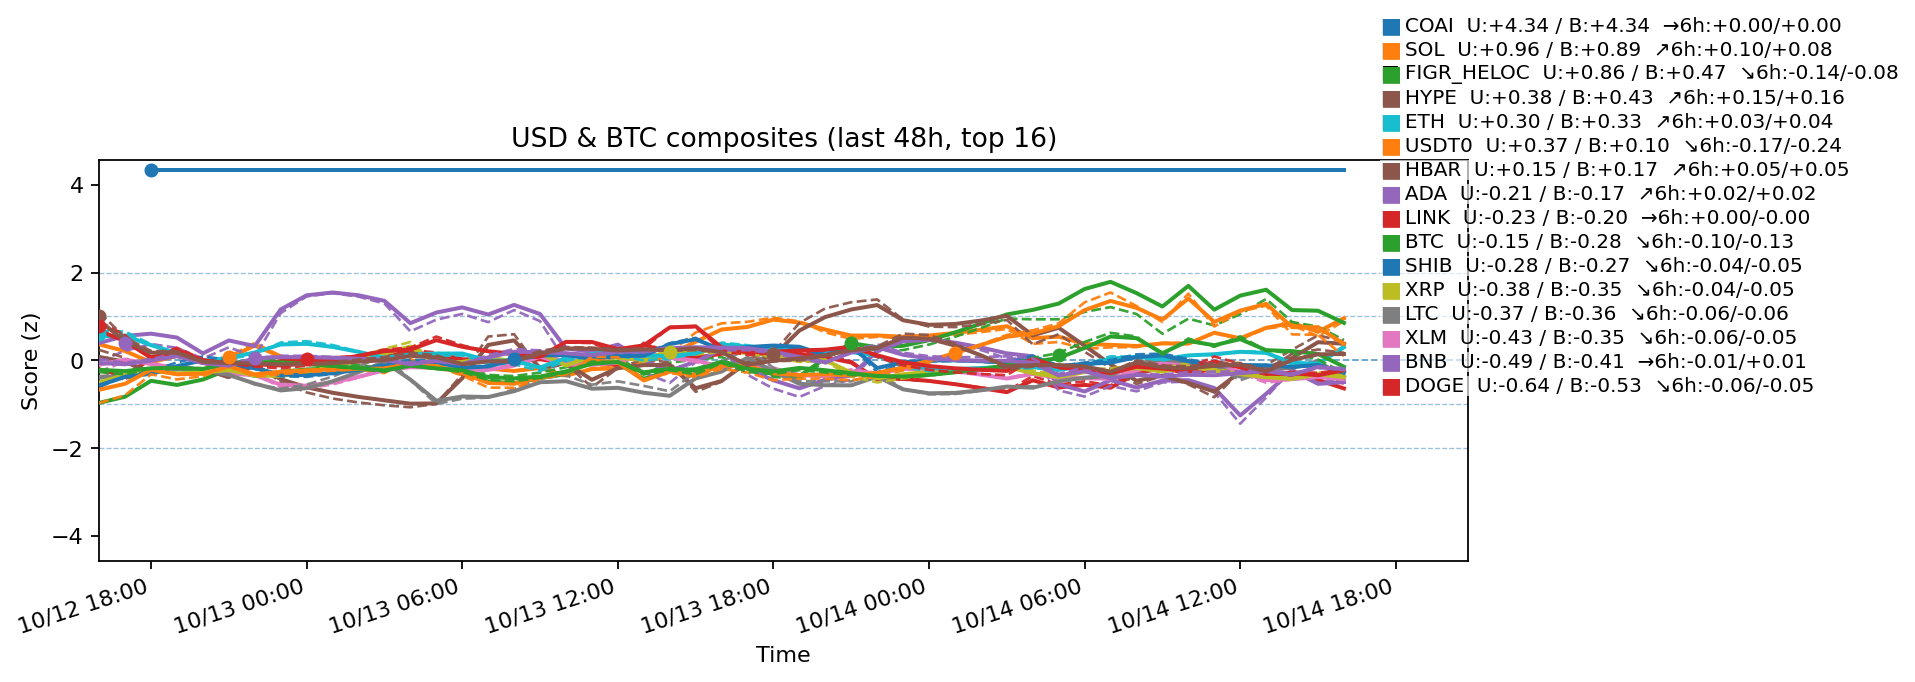 COAI U:+4.34 / B:+4.34 →6h:+0.00/+0.00
SOL U:+0.96 / B:+0.89 ↗6h:+0.10/+0.08
FIGR_HELOC U:+0.86 / B:+0.47 ↘6h:-0.14/-0.08
HYPE U:+0.38 / B:+0.43 ↗6h:+0.15/+0.16
ETH U:+0.30 / B:+0.33 ↗6h:+0.03/+0.04
USDT0 U:+0.37 / B:+0.10 ↘6h:-0.17/-0.24
HBAR U:+0.15 / B:+0.17 ↗6h:+0.05/+0.05
ADA U:-0.21 / B:-0.17 ↗6h:+0.02/+0.02
LINK U:-0.23 / B:-0.20 →6h:+0.00/-0.00
BTC U:-0.15 / B:-0.28 ↘6h:-0.10/-0.13
SHIB U:-0.28 / B:-0.27 ↘6h:-0.04/-0.05
XRP U:-0.38 / B:-0.35 ↘6h:-0.04/-0.05
LTC U:-0.37 / B:-0.36 ↘6h:-0.06/-0.06
XLM U:-0.43 / B:-0.35 ↘6h:-0.06/-0.05
BNB U:-0.49 / B:-0.41 →6h:-0.01/+0.01
DOGE U:-0.64 / B:-0.53 ↘6h:-0.06/-0.05
USD & BTC composites (last 48h, top 16)
Score (z)
4
2
0
−2
−4
10/12 18:00
10/13 00:00
10/13 06:00
10/13 12:00
10/13 18:00
10/14 00:00
10/14 06:00
10/14 12:00
10/14 18:00
Time